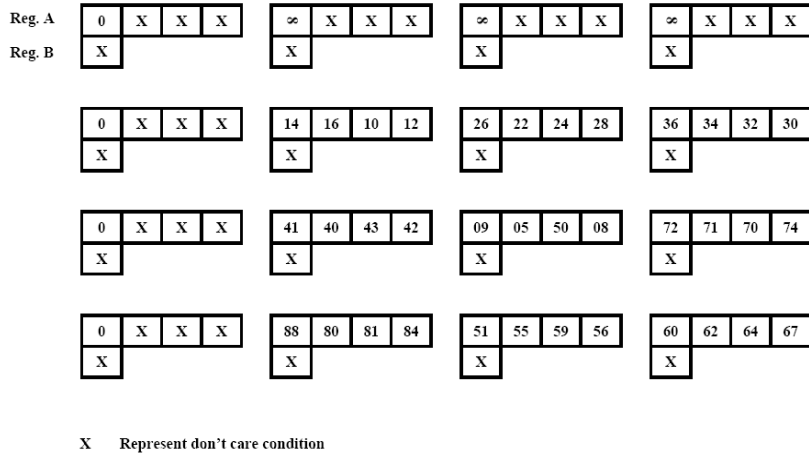 Reg. A 0 X X X ∞ X X X ∞ X X X ∞ X X X
Reg. B X X X X
0 X X X 14 16 10 12 26 22 24 28 36 34 32 30
X X X X
0 X X X 41 40 43 42 09 05 50 08 72 71 70 74
X X X X
0 X X X 88 80 81 84 51 55 59 56 60 62 64 67
X X X X
X Represent don't care condition